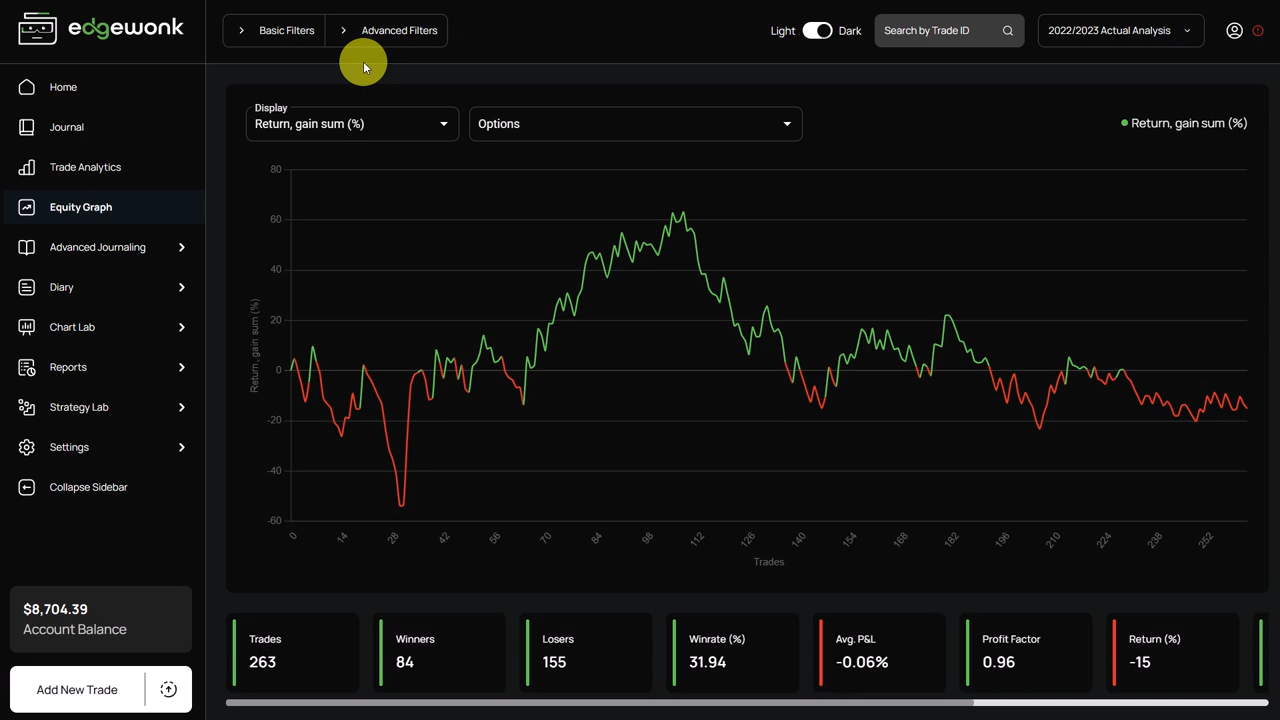 edgewonk
Basic Filters
Advanced Filters
Light
Dark
Search by Trade ID
2022/2023 Actual Analysis
Home
Journal
Trade Analytics
Equity Graph
Advanced Journaling
Diary
Chart Lab
Reports
Strategy Lab
Settings
Collapse Sidebar
$8,704.39
Account Balance
Add New Trade
Display
Return, gain sum (%)
Options
Return, gain sum (%)
Return, gain sum (%)
80
60
40
20
0
-20
-40
-60
0
14
28
42
56
70
84
98
112
126
140
154
168
182
196
210
224
238
252
Trades
Trades
263
Winners
84
Losers
155
Winrate (%)
31.94
Avg. P&L
-0.06%
Profit Factor
0.96
Return (%)
-15